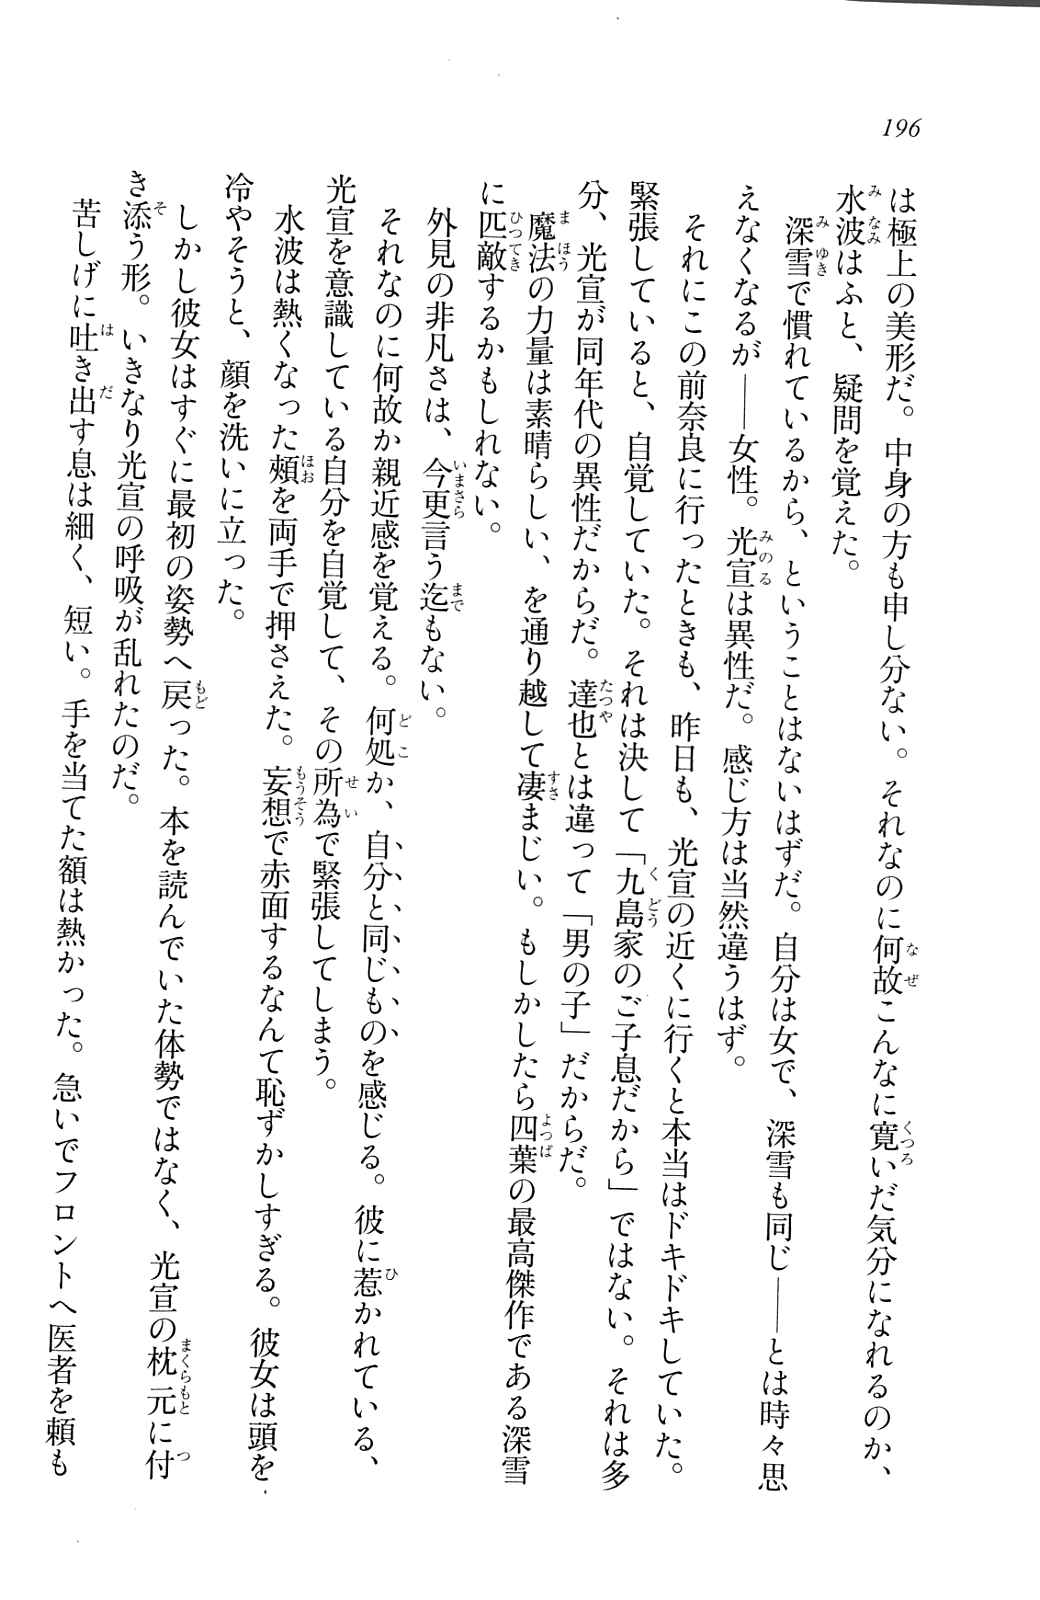 196
は極上の美形だ。中身の方も申し分ない。それなのに何故こんなに寛いだ気分になれるのか、
水波はふと、疑問を覚えた。
深雪で慣れているから、ということはないはずだ。自分は女で、深雪も同じ――とは時々思
えなくなるが――女性。光宣は異性だ。感じ方は当然違うはず。
それにこの前奈良に行ったときも、昨日も、光宣の近くに行くと本当はドキドキしていた。
緊張していると、自覚していた。それは決して「九島家のご子息だから」ではない。それは多
分、光宣が同年代の異性だからだ。達也とは違って「男の子」だからだ。
魔法の力量は素晴らしい、を通り越して凄まじい。もしかしたら四葉の最高傑作である深雪
に匹敵するかもしれない。
外見の非凡さは、今更言う迄もない。
それなのに何故か親近感を覚える。何処か、自分と同じものを感じる。彼に惹かれている、
光宣を意識している自分を自覚して、その所為で緊張してしまう。
水波は熱くなった頰を両手で押さえた。妄想で赤面するなんて恥ずかしすぎる。彼女は頭を
冷やそうと、顔を洗いに立った。
しかし彼女はすぐに最初の姿勢へ戻った。本を読んでいた体勢ではなく、光宣の枕元に付
き添う形。いきなり光宣の呼吸が乱れたのだ。
苦しげに吐き出す息は細く、短い。手を当てた額は熱かった。急いでフロントへ医者を頼も